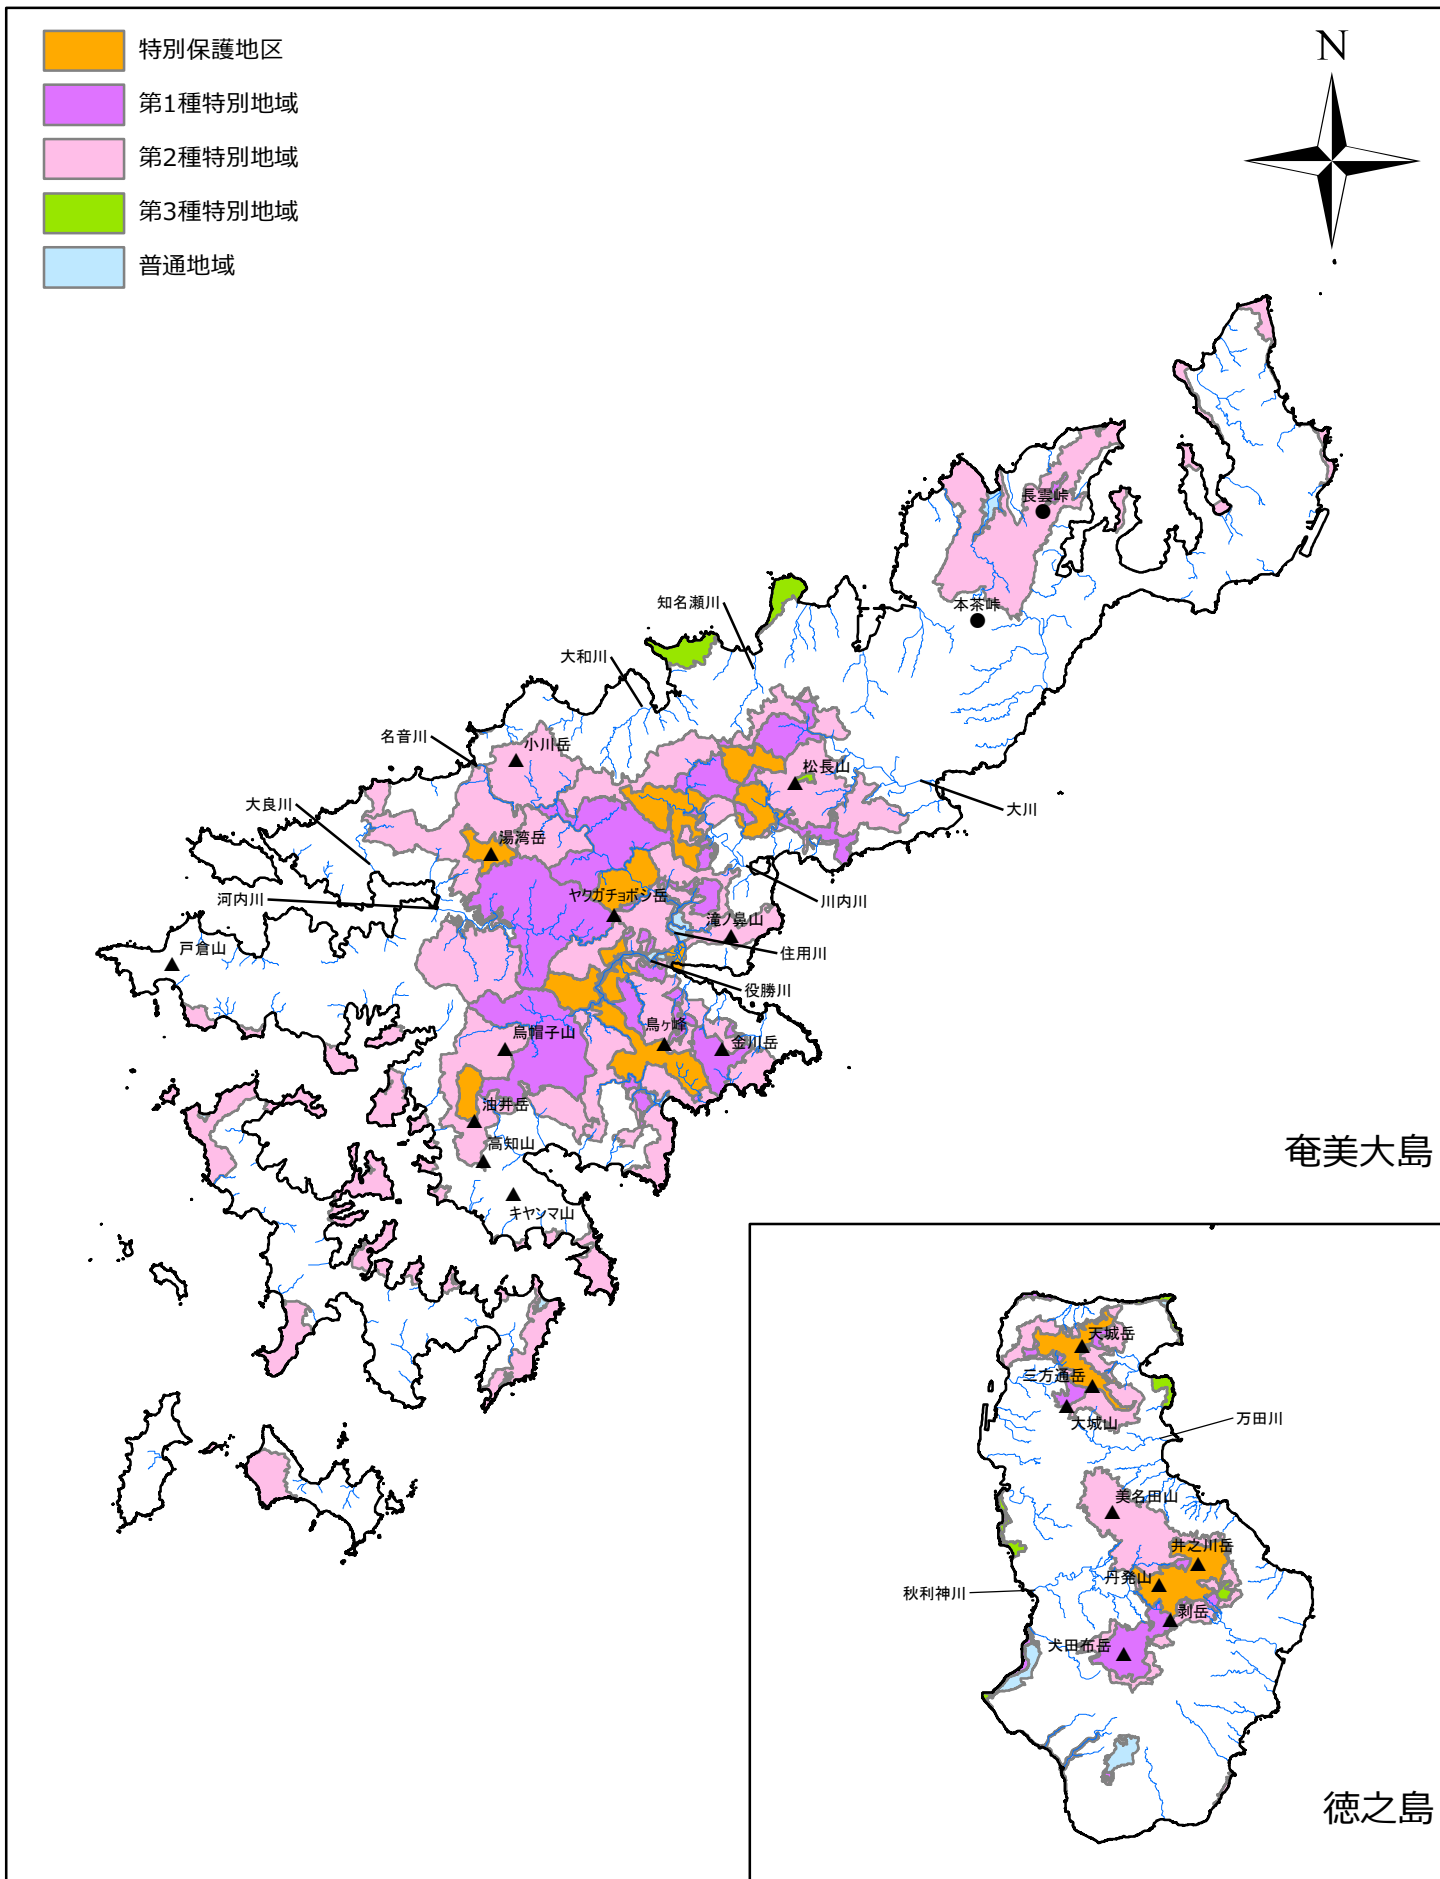 特別保護地区
第1種特別地域
第2種特別地域
第3種特別地域
普通地域
N
長雲峠
本茶峠
知名瀬川
大和川
名音川
小川岳
松長山
大良川
大川
湯湾岳
河内川
ヤクガチョボシ岳
川内川
滝ノ鼻山
戸倉山
住用川
役勝川
烏帽子山
鳥ヶ峰
金川岳
油井岳
高知山
キャンマ山
奄美大島
天城岳
三方通岳
大城山
万田川
美名田山
井之川岳
丹発山
秋利神川
剥岳
犬田布岳
徳之島